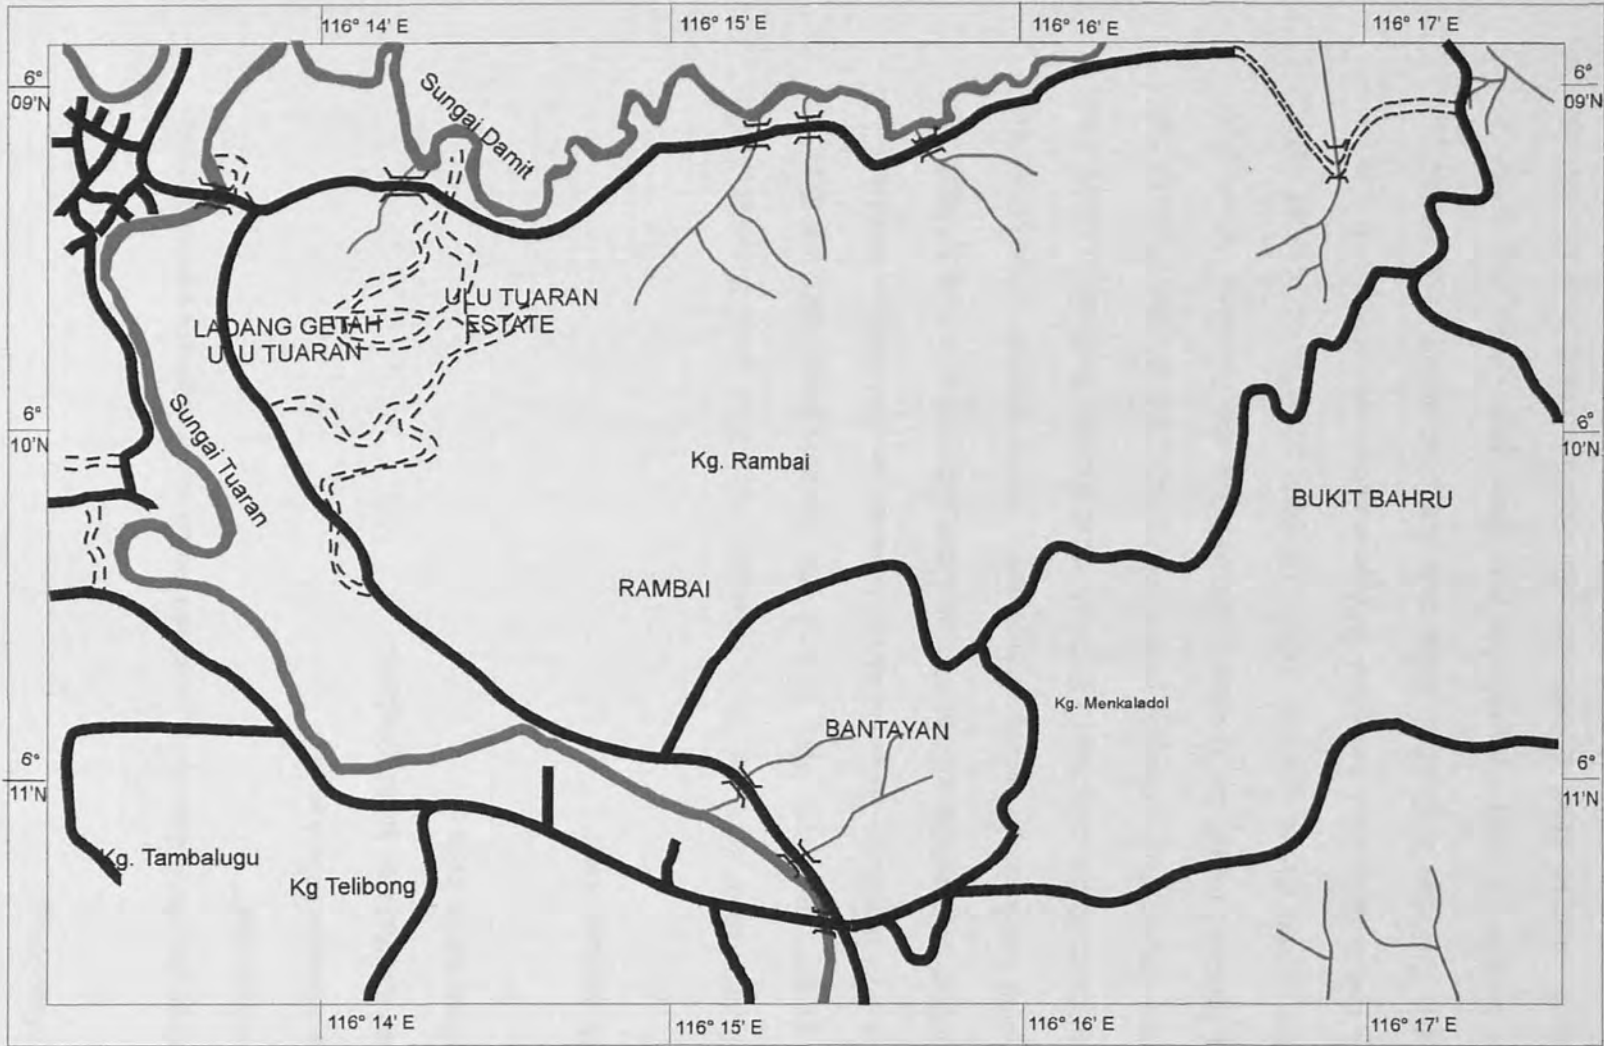 116° 14' E
116° 15' E
116° 16' E
116° 17' E
6°
09'N
6°
09'N
Sungai Damit
ULU TUARAN
ESTATE
LADANG GETAH
ULU TUARAN
Sungai Tuaran
6°
10'N
6°
10'N
Kg. Rambai
BUKIT BAHRU
RAMBAI
Kg. Menkaladoi
BANTAYAN
6°
11'N
6°
11'N
Kg. Tambalugu
Kg Telibong
116° 14' E
116° 15' E
116° 16' E
116° 17' E